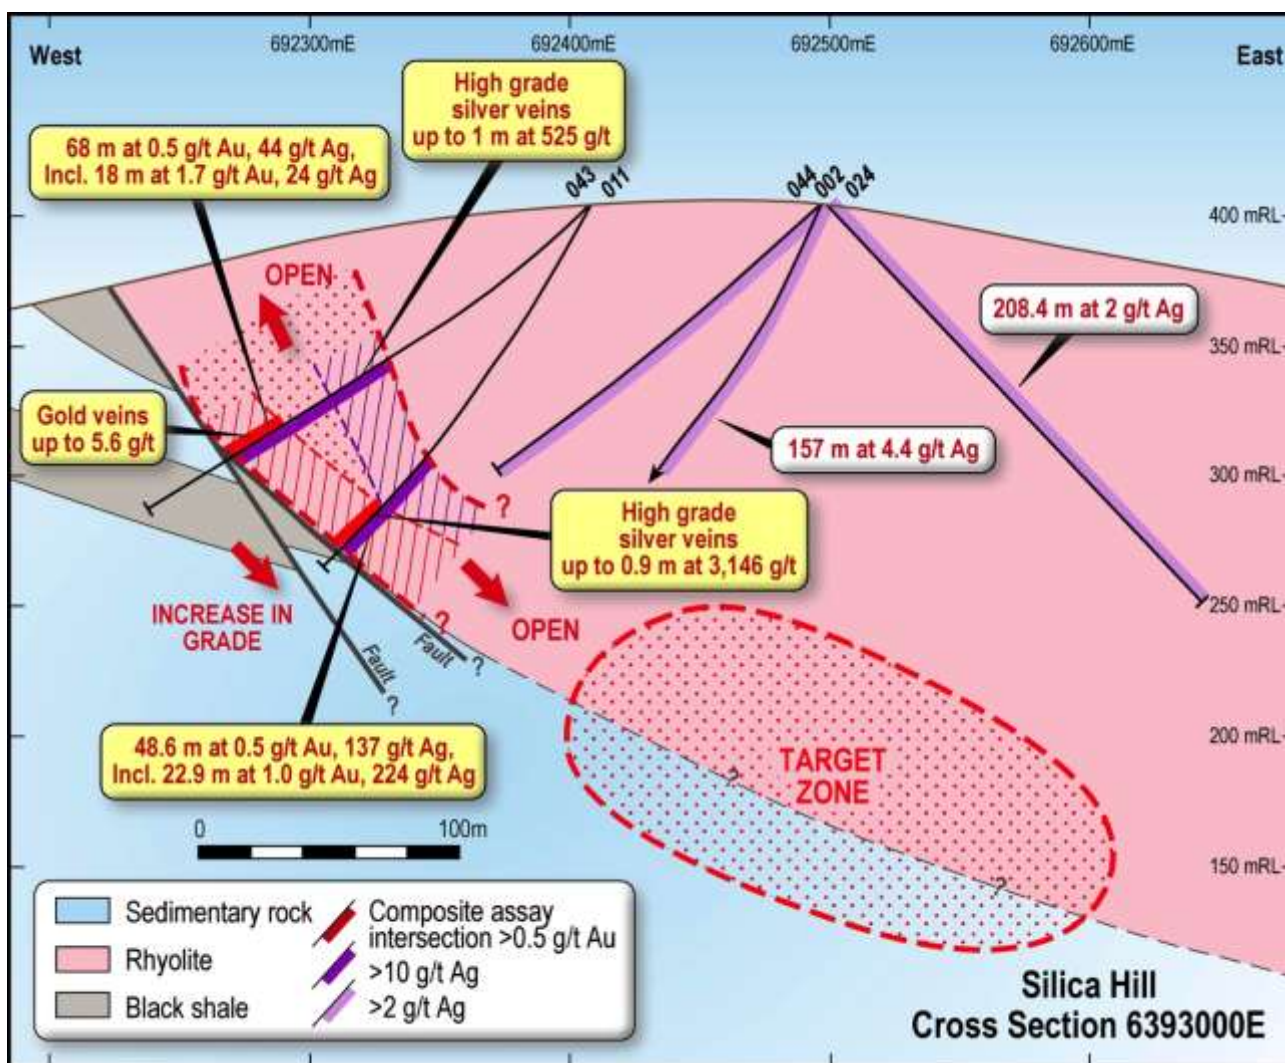 West
692300mE
692400mE
692500mE
692600mE
East
High grade
silver veins
up to 1 m at 525 g/t
68 m at 0.5 g/t Au, 44 g/t Ag,
Incl. 18 m at 1.7 g/t Au, 24 g/t Ag
043
011
044
002
024
400 mRL
OPEN
208.4 m at 2 g/t Ag
350 mRL
Gold veins
up to 5.6 g/t
157 m at 4.4 g/t Ag
300 mRL
?
High grade
silver veins
up to 0.9 m at 3,146 g/t
INCREASE IN
GRADE
?
OPEN
250 mRL
Fault
?
Fault
?
48.6 m at 0.5 g/t Au, 137 g/t Ag,
Incl. 22.9 m at 1.0 g/t Au, 224 g/t Ag
TARGET
ZONE
?
?
200 mRL
150 mRL
0
100m
Sedimentary rock
Rhyolite
Black shale
Composite assay
intersection >0.5 g/t Au
>10 g/t Ag
>2 g/t Ag
Silica Hill
Cross Section 6393000E